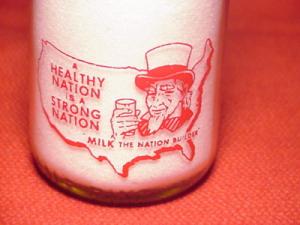 A
HEALTHY
NATION
IS A
STRONG
NATION
"MILK THE NATION BUILDER"